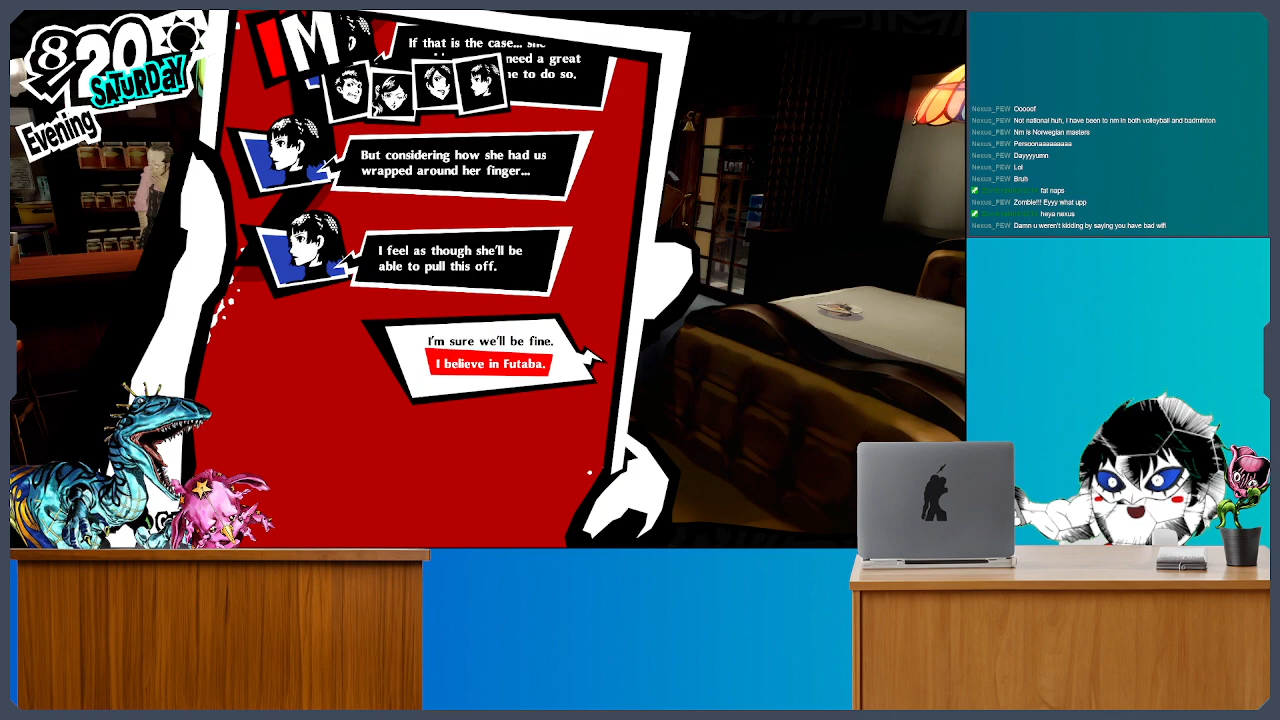 8/20
SATURDAY
Evening
IM
If that is the case... she
need a great
me to do so.
But considering how she had us
wrapped around her finger...
I feel as though she'll be
able to pull this off.
I'm sure we'll be fine.
I believe in Futaba.
Nexus_PEW Ooooof
Nexus_PEW Not national huh, I have been to nm in both volleyball and badminton
Nexus_PEW Nm is Norwegian masters
Nexus_PEW Persoonaaaaaaaaa
Nexus_PEW Dayyyyumn
Nexus_PEW Lol
Nexus_PEW Bruh
fat naps
Nexus_PEW Zombie!!! Eyyy what upp
heya nexus
Nexus_PEW Damn u weren't kidding by saying you have bad wifi